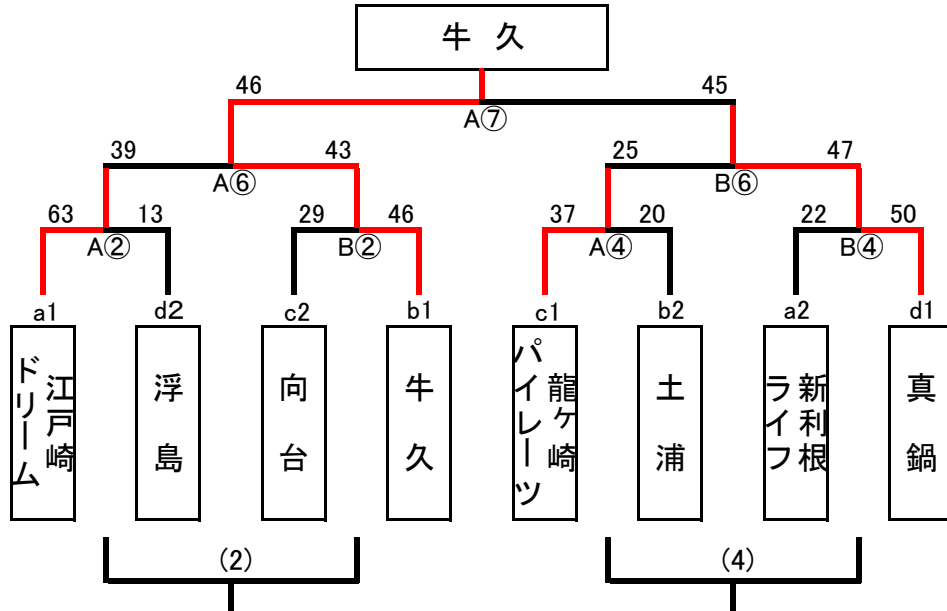 牛久
46 45
A⑦
39 43 25 47
A⑥ B⑥
63 13 29 46 37 20 22 50
A② B② A④ B④
a1 d2 c2 b1 c1 b2 a2 d1
江戸崎
ドリーム
浮島
向台
牛久
龍ヶ崎
パイレーツ
土浦
新利根
ライフ
真鍋
(2) (4)